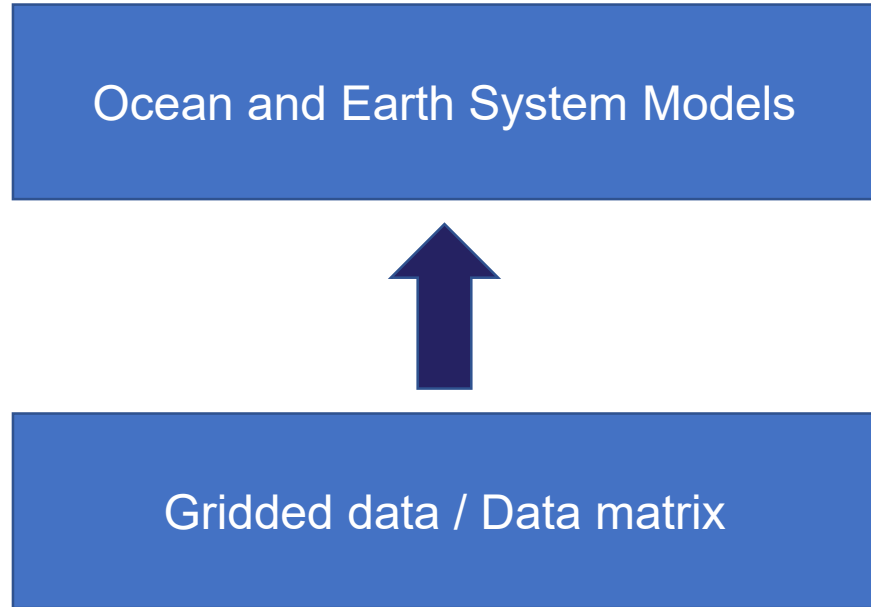 Ocean and Earth System Models
Gridded data / Data matrix